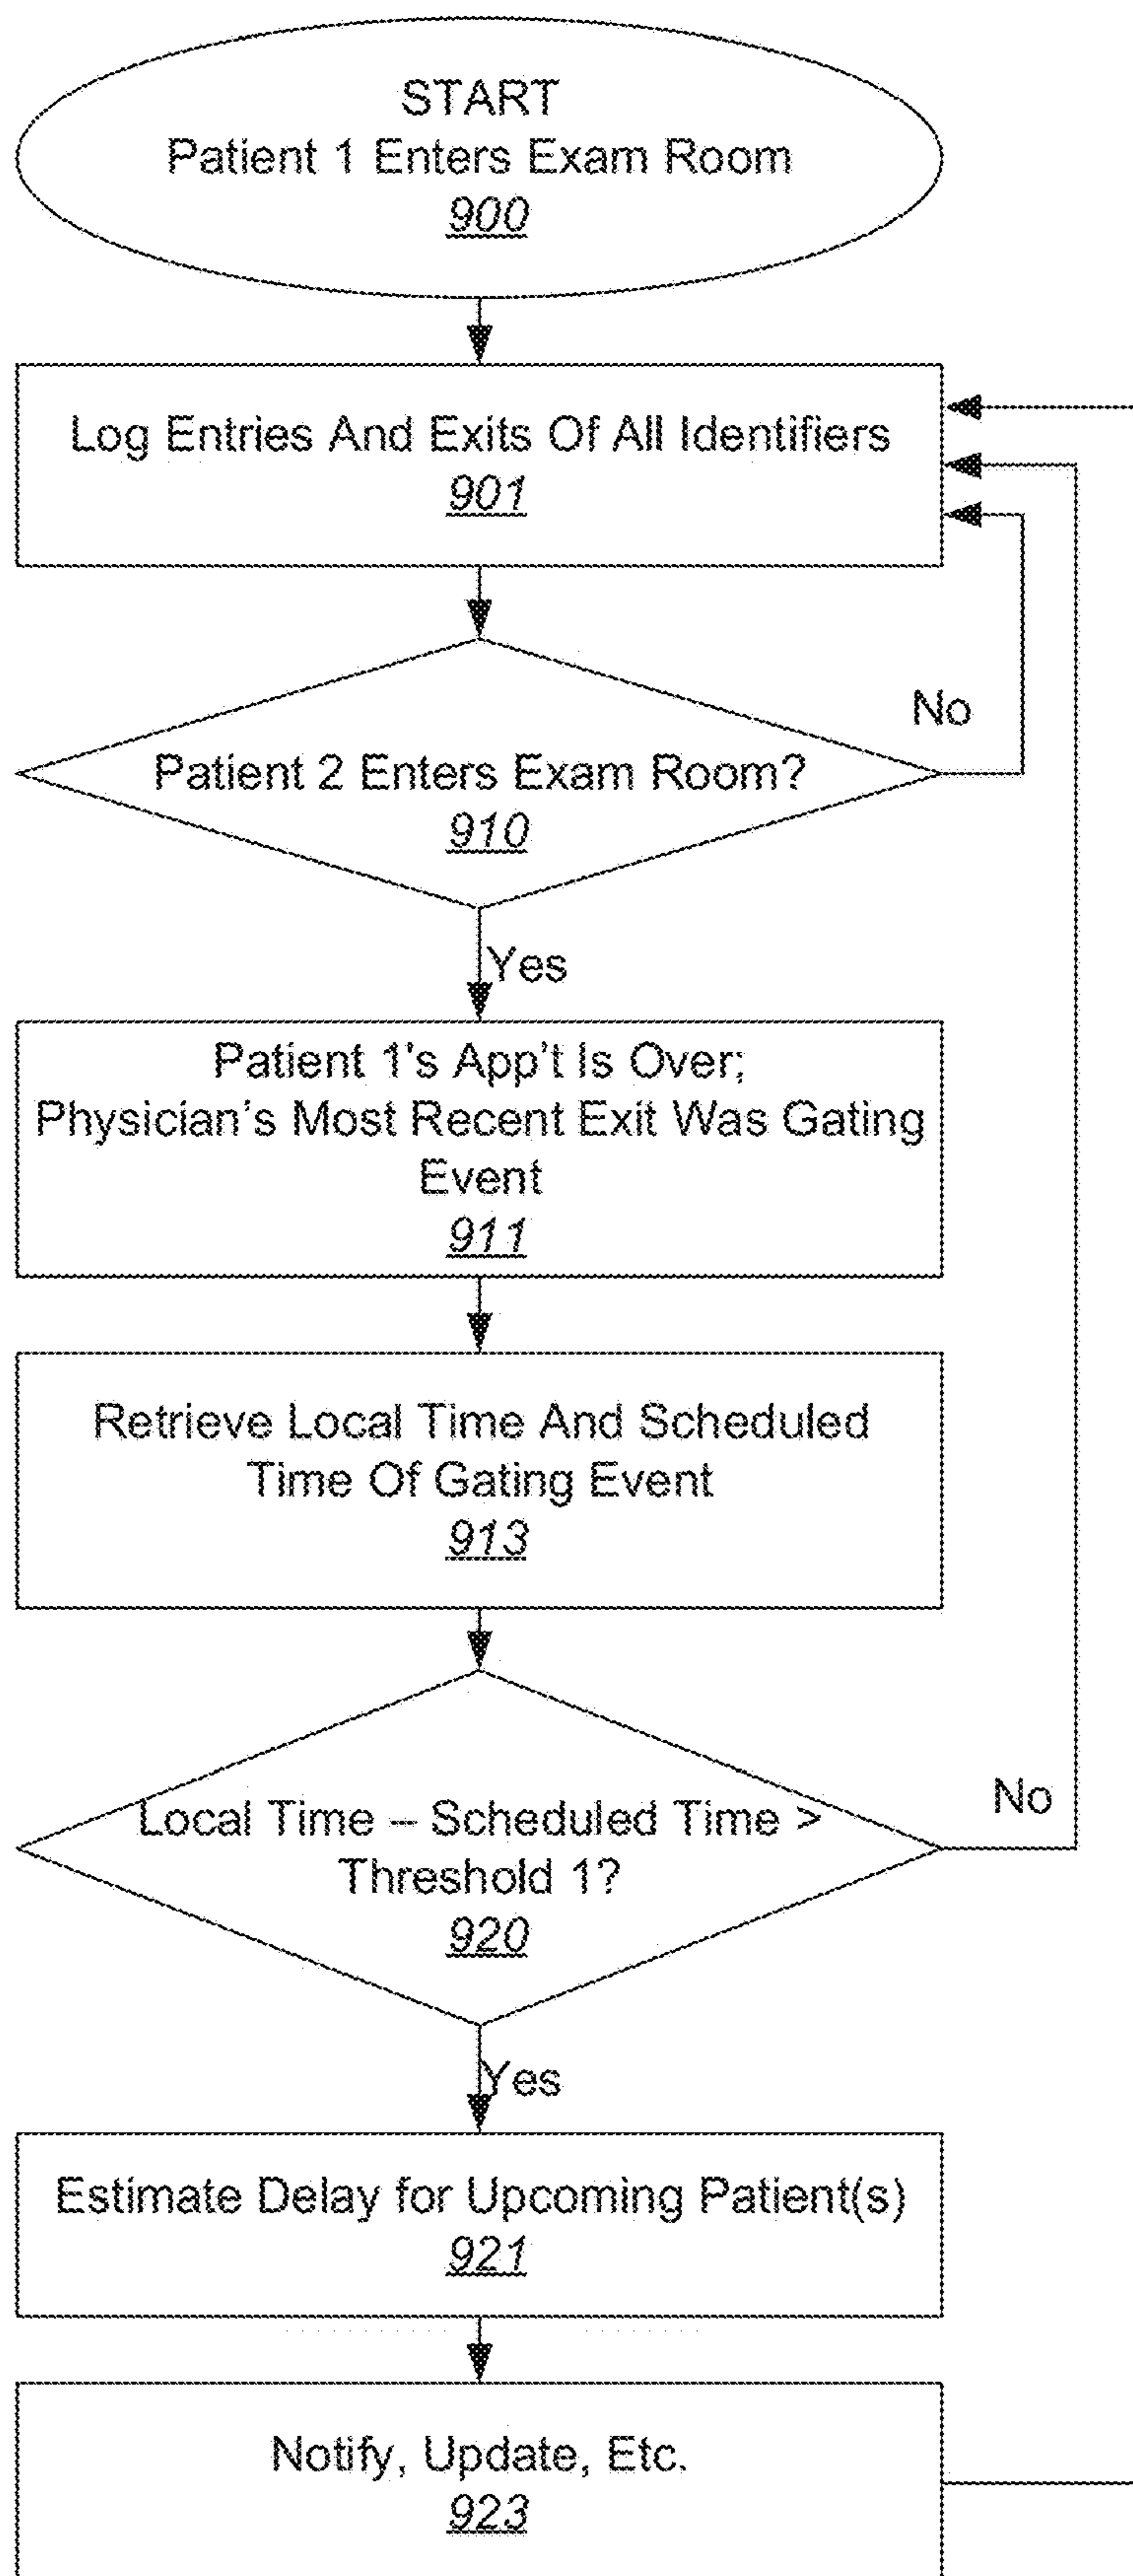 START
Patient 1 Enters Exam Room
900
Log Entries And Exits Of All Identifiers
901
No
Patient 2 Enters Exam Room?
910
Yes
Patient 1's App't Is Over;
Physician's Most Recent Exit Was Gating
Event
911
Retrieve Local Time And Scheduled
Time Of Gating Event
913
No
Local Time – Scheduled Time >
Threshold 1?
920
Yes
Estimate Delay for Upcoming Patient(s)
921
Notify, Update, Etc.
923